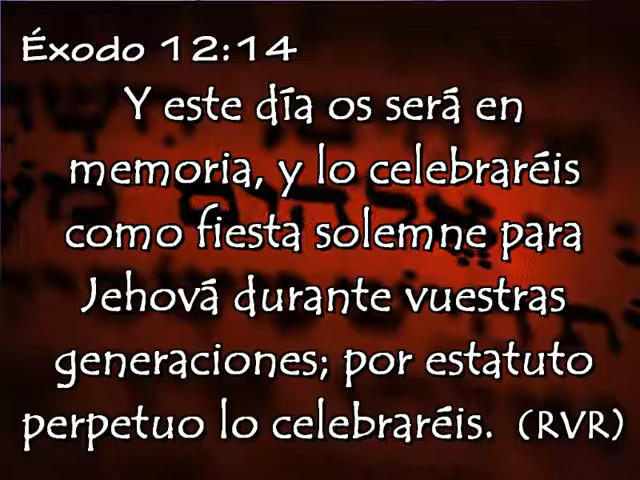 Éxodo 12:14
Y este día os será en
memoria, y lo celebraréis
como fiesta solemne para
Jehová durante vuestras
generaciones; por estatuto
perpetuo lo celebraréis. (RVR)